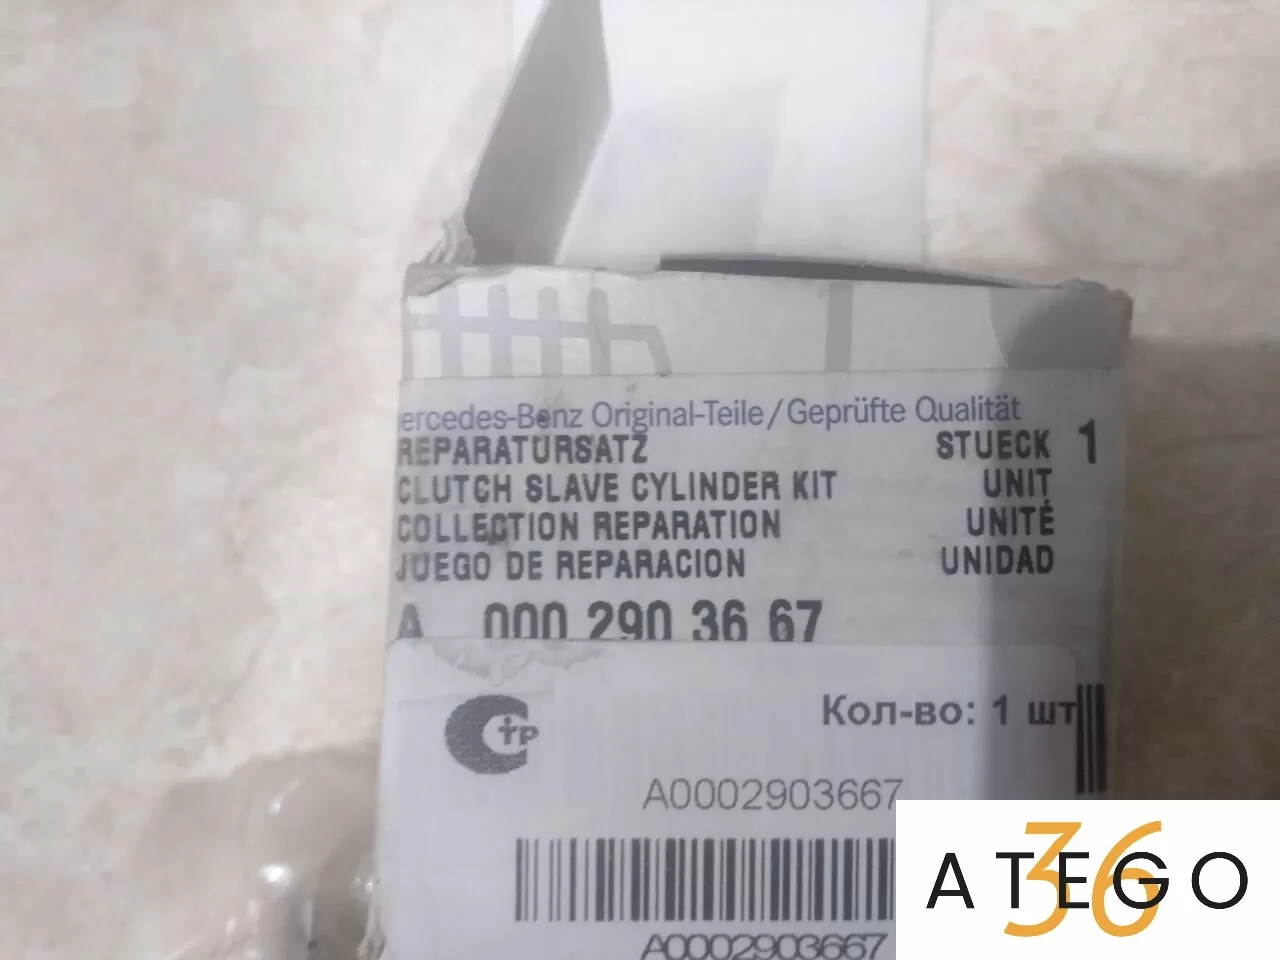 ercedes-Benz Original-Teile/Geprüfte Qualität
REPARATURSATZ STUECK 1
CLUTCH SLAVE CYLINDER KIT UNIT
COLLECTION REPARATION UNITÉ
JUEGO DE REPARACION UNIDAD
A 000 290 36 67
Кол-во: 1 шт
СТР
A0002903667
A0002903667
ATEGO
36